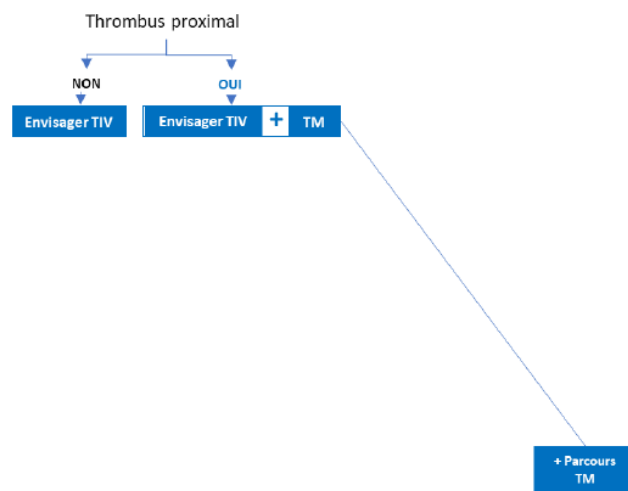 Thrombus proximal
NON OUI
Envisager TIV Envisager TIV + TM
+ Parcours
TM